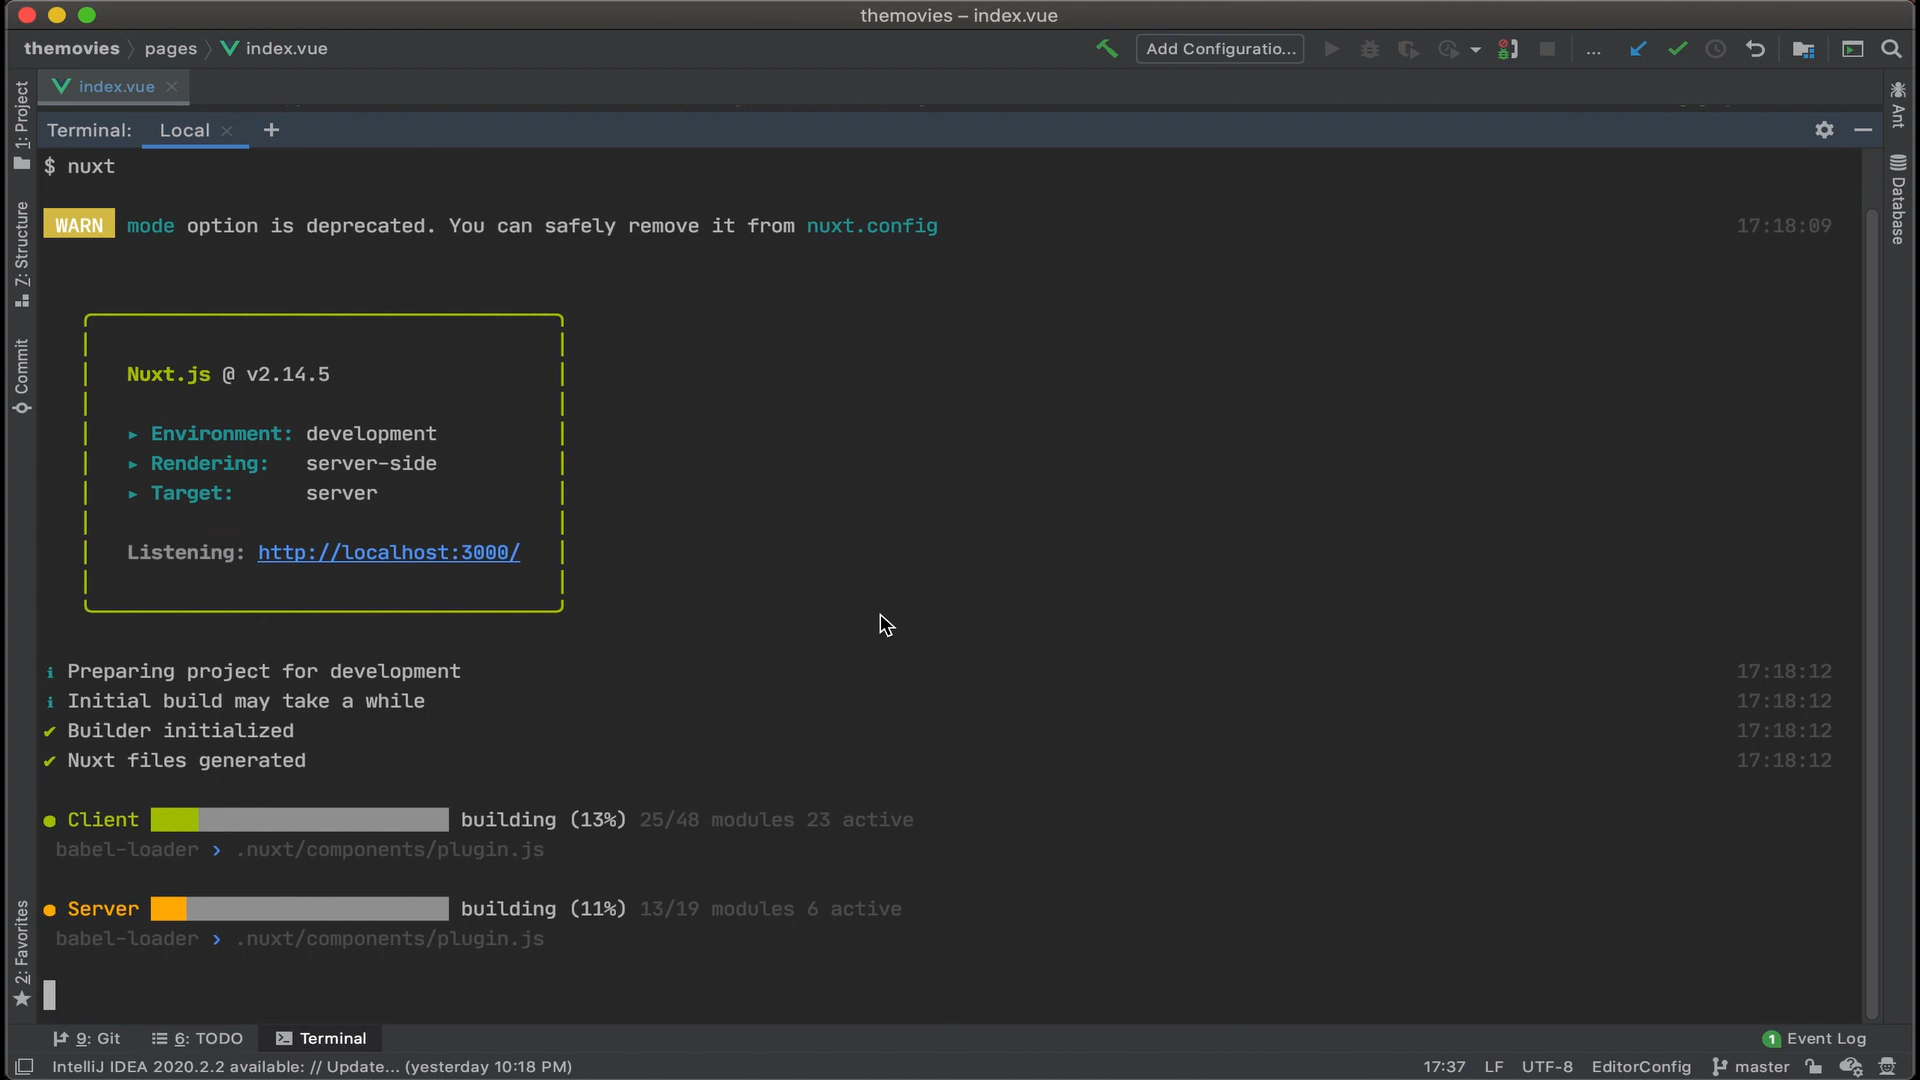 themovies – index.vue
themovies pages index.vue Add Configuratio... ...
index.vue
Terminal: Local +
$ nuxt
WARN mode option is deprecated. You can safely remove it from nuxt.config 17:18:09
Nuxt.js @ v2.14.5
▸ Environment: development
▸ Rendering: server-side
▸ Target: server
Listening: http://localhost:3000/
ℹ Preparing project for development 17:18:12
ℹ Initial build may take a while 17:18:12
✔ Builder initialized 17:18:12
✔ Nuxt files generated 17:18:12
● Client building (13%) 25/48 modules 23 active
babel-loader › .nuxt/components/plugin.js
● Server building (11%) 13/19 modules 6 active
babel-loader › .nuxt/components/plugin.js
1: Project
7: Structure
Commit
2: Favorites
Ant
Database
9: Git 6: TODO Terminal 1 Event Log
IntelliJ IDEA 2020.2.2 available: // Update... (yesterday 10:18 PM) 17:37 LF UTF-8 EditorConfig master